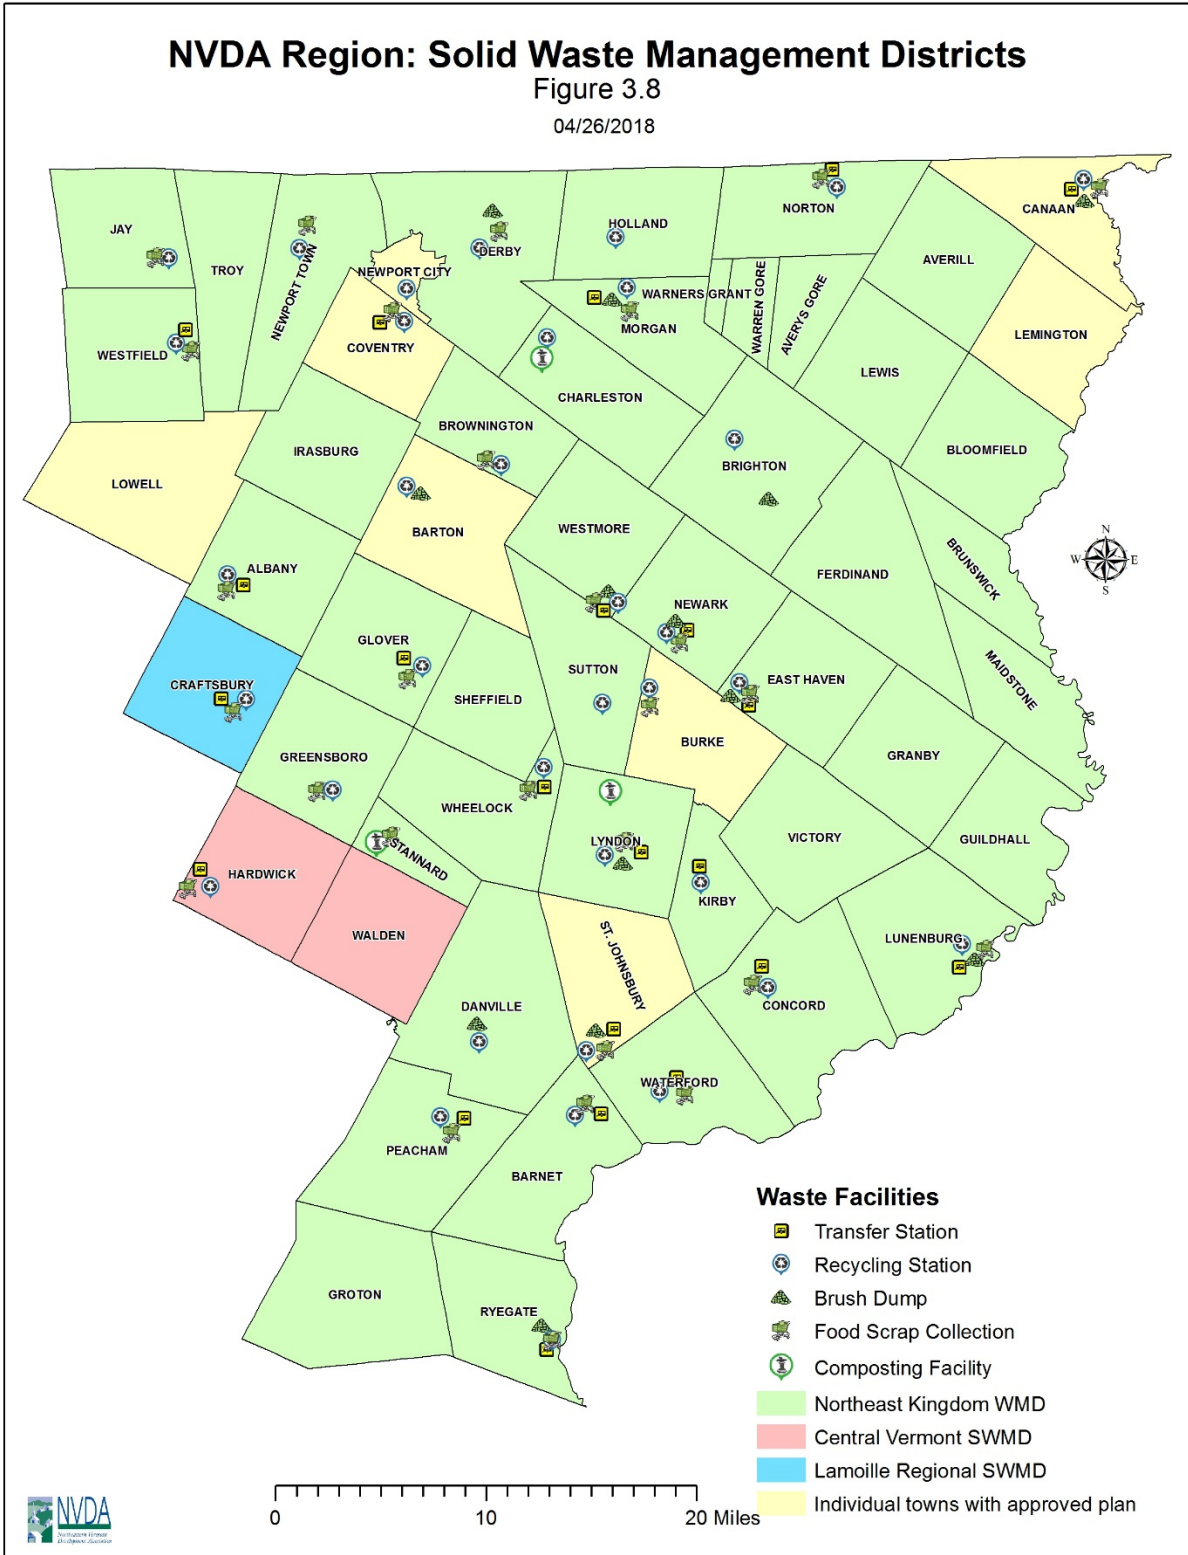 NVDA Region: Solid Waste Management Districts
Figure 3.8
04/26/2018
JAY
TROY
NEWPORT TOWN
NEWPORT CITY
DERBY
HOLLAND
NORTON
CANAAN
AVERILL
WARNERS GRANT
WARREN GORE
AVERYS GORE
MORGAN
LEMINGTON
WESTFIELD
COVENTRY
LEWIS
CHARLESTON
BROWNINGTON
BLOOMFIELD
IRASBURG
BRIGHTON
LOWELL
BARTON
WESTMORE
BRUNSWICK
FERDINAND
ALBANY
NEWARK
GLOVER
SUTTON
EAST HAVEN
MAIDSTONE
CRAFTSBURY
SHEFFIELD
BURKE
GREENSBORO
GRANBY
WHEELOCK
VICTORY
GUILDHALL
LYNDON
STANNARD
HARDWICK
KIRBY
WALDEN
ST. JOHNSBURY
LUNENBURG
DANVILLE
CONCORD
WATERFORD
PEACHAM
BARNET
GROTON
RYEGATE
N
W
E
S
Waste Facilities
Transfer Station
Recycling Station
Brush Dump
Food Scrap Collection
Composting Facility
Northeast Kingdom WMD
Central Vermont SWMD
Lamoille Regional SWMD
Individual towns with approved plan
0 10 20 Miles
NVDA
Northeastern Vermont
Development Association